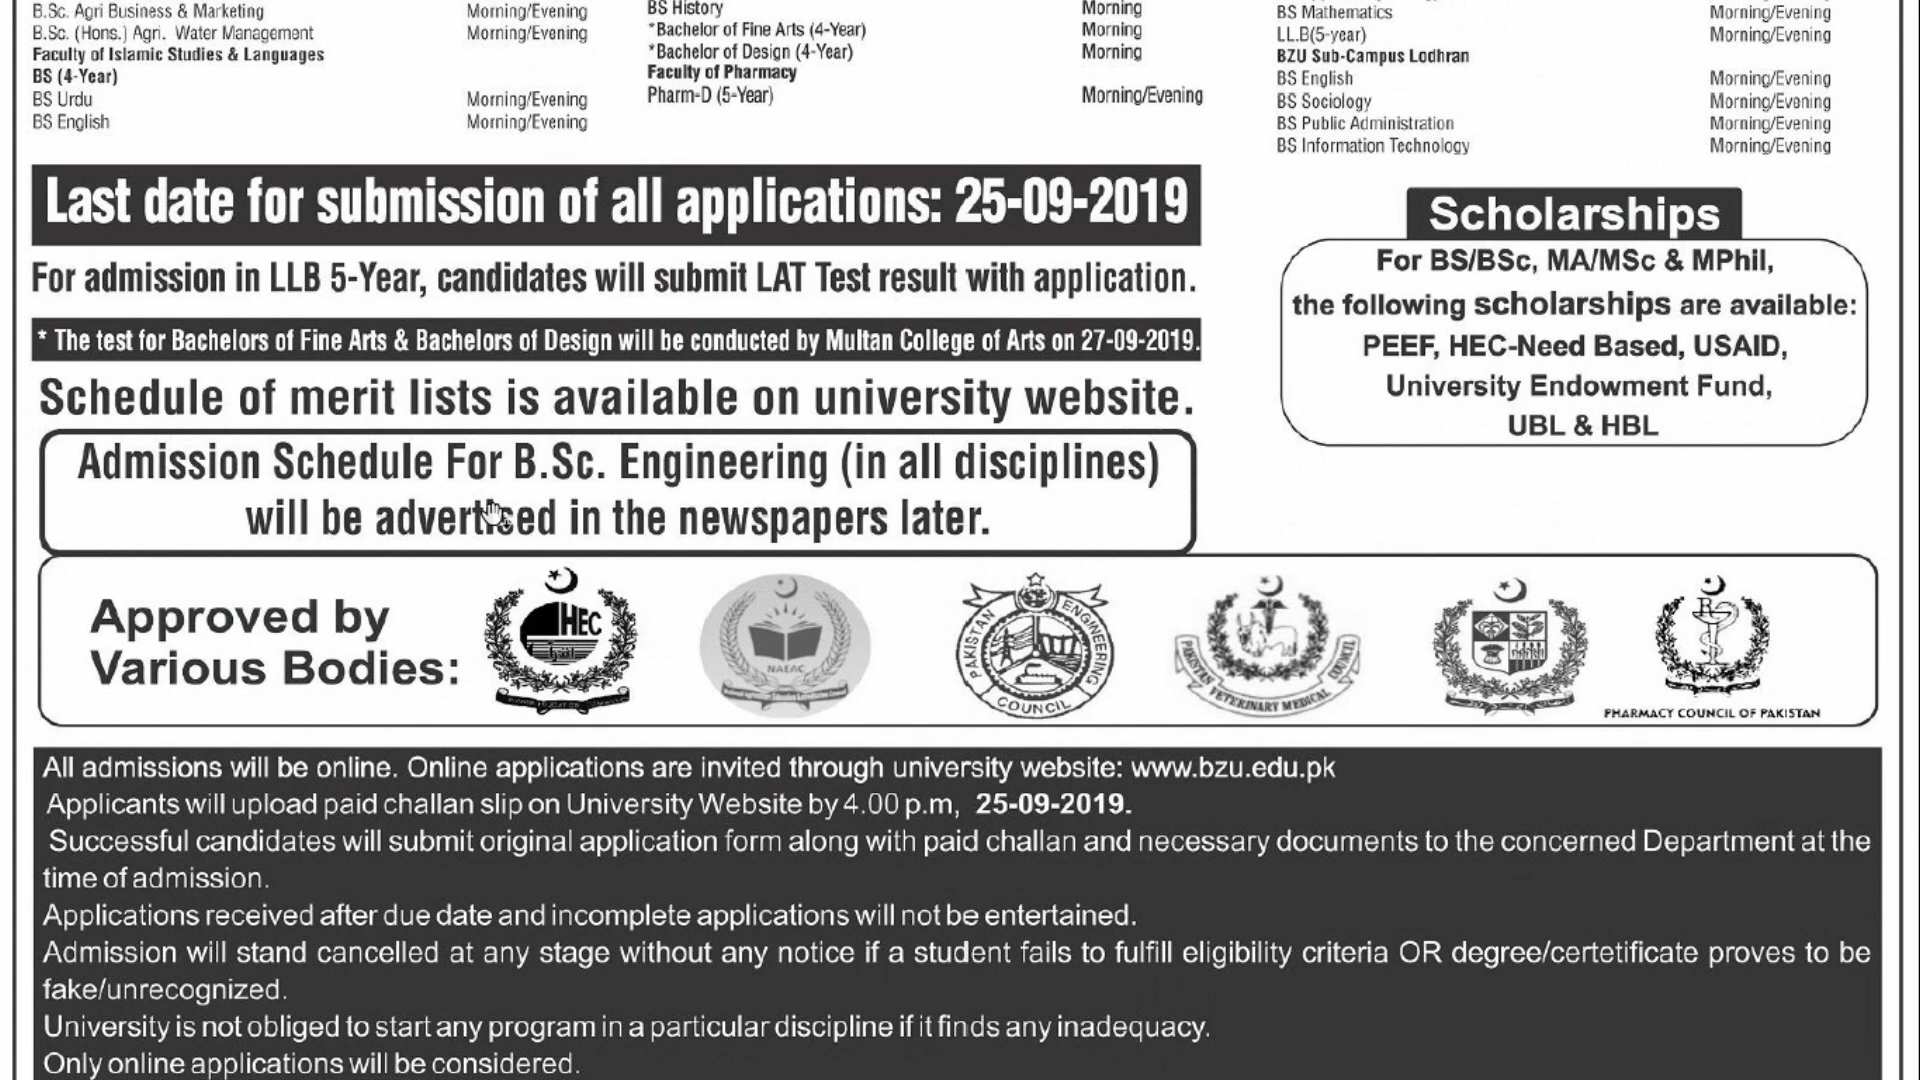 B.Sc. Agri Business & Marketing Morning/Evening
B.Sc. (Hons.) Agri. Water Management Morning/Evening
Faculty of Islamic Studies & Languages
BS (4-Year)
BS Urdu Morning/Evening
BS English Morning/Evening
BS History Morning
*Bachelor of Fine Arts (4-Year) Morning
*Bachelor of Design (4-Year) Morning
Faculty of Pharmacy
Pharm-D (5-Year) Morning/Evening
BS Mathematics Morning/Evening
LL.B(5-year) Morning/Evening
BZU Sub-Campus Lodhran
BS English Morning/Evening
BS Sociology Morning/Evening
BS Public Administration Morning/Evening
BS Information Technology Morning/Evening
Last date for submission of all applications: 25-09-2019
For admission in LLB 5-Year, candidates will submit LAT Test result with application.
* The test for Bachelors of Fine Arts & Bachelors of Design will be conducted by Multan College of Arts on 27-09-2019.
Schedule of merit lists is available on university website.
Admission Schedule For B.Sc. Engineering (in all disciplines)
will be advertised in the newspapers later.
Scholarships
For BS/BSc, MA/MSc & MPhil,
the following scholarships are available:
PEEF, HEC-Need Based, USAID,
University Endowment Fund,
UBL & HBL
Approved by
Various Bodies:
HEC
NAEAC
PAKISTAN ENGINEERING
COUNCIL
PAKISTAN VETERINARY MEDICAL COUNCIL
PHARMACY COUNCIL OF PAKISTAN
All admissions will be online. Online applications are invited through university website: www.bzu.edu.pk
Applicants will upload paid challan slip on University Website by 4.00 p.m, 25-09-2019.
Successful candidates will submit original application form along with paid challan and necessary documents to the concerned Department at the
time of admission.
Applications received after due date and incomplete applications will not be entertained.
Admission will stand cancelled at any stage without any notice if a student fails to fulfill eligibility criteria OR degree/certetificate proves to be
fake/unrecognized.
University is not obliged to start any program in a particular discipline if it finds any inadequacy.
Only online applications will be considered.